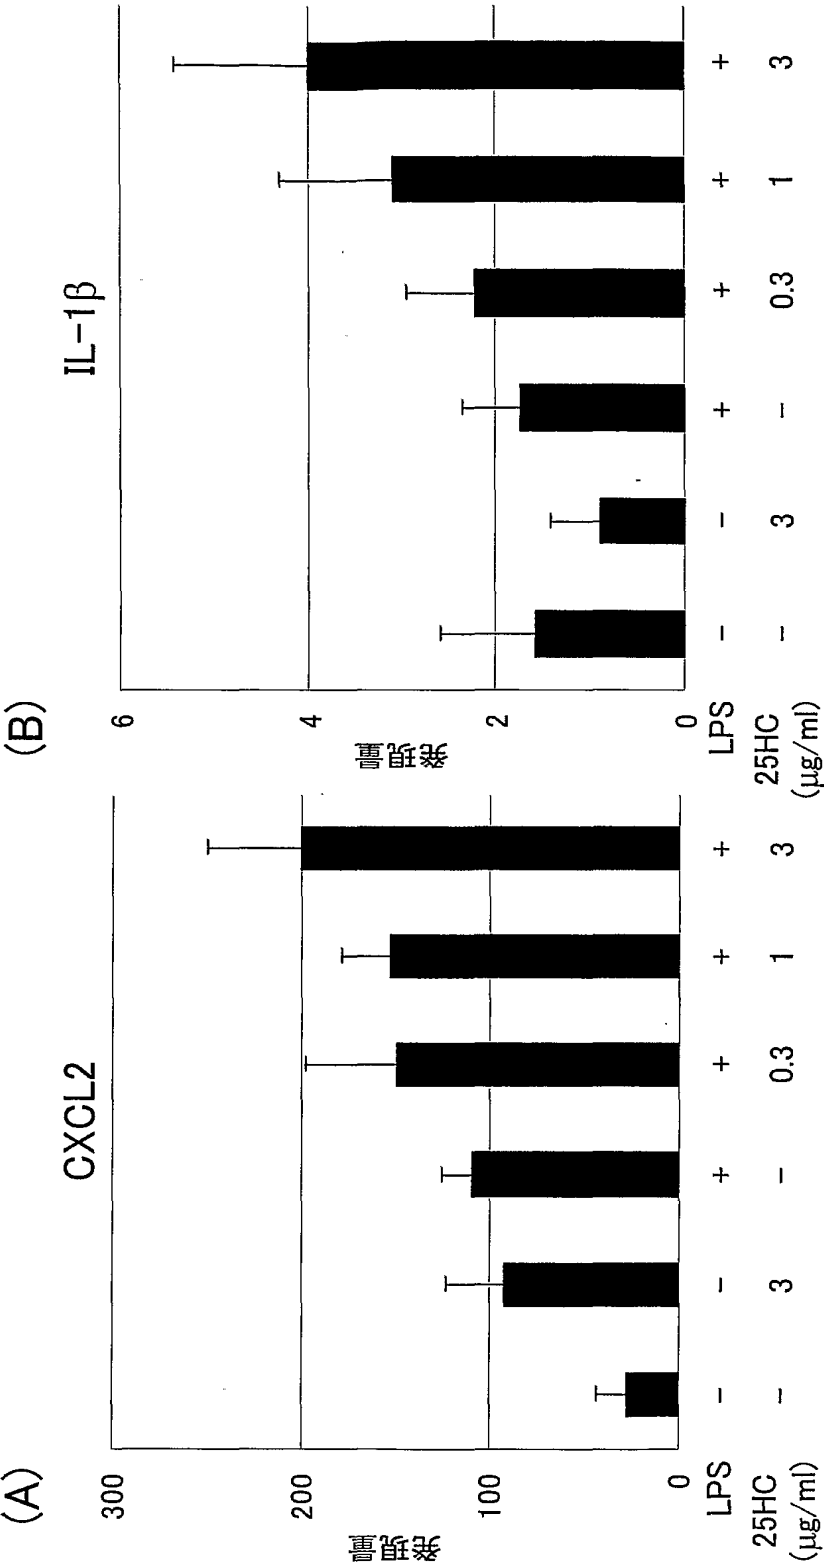 (A)
CXCL2
発現量
300
200
100
0
LPS - - + + + +
25HC - 3 - 0.3 1 3
(μg/ml)
(B)
IL-1β
発現量
6
4
2
0
LPS - - + + + +
25HC - 3 - 0.3 1 3
(μg/ml)